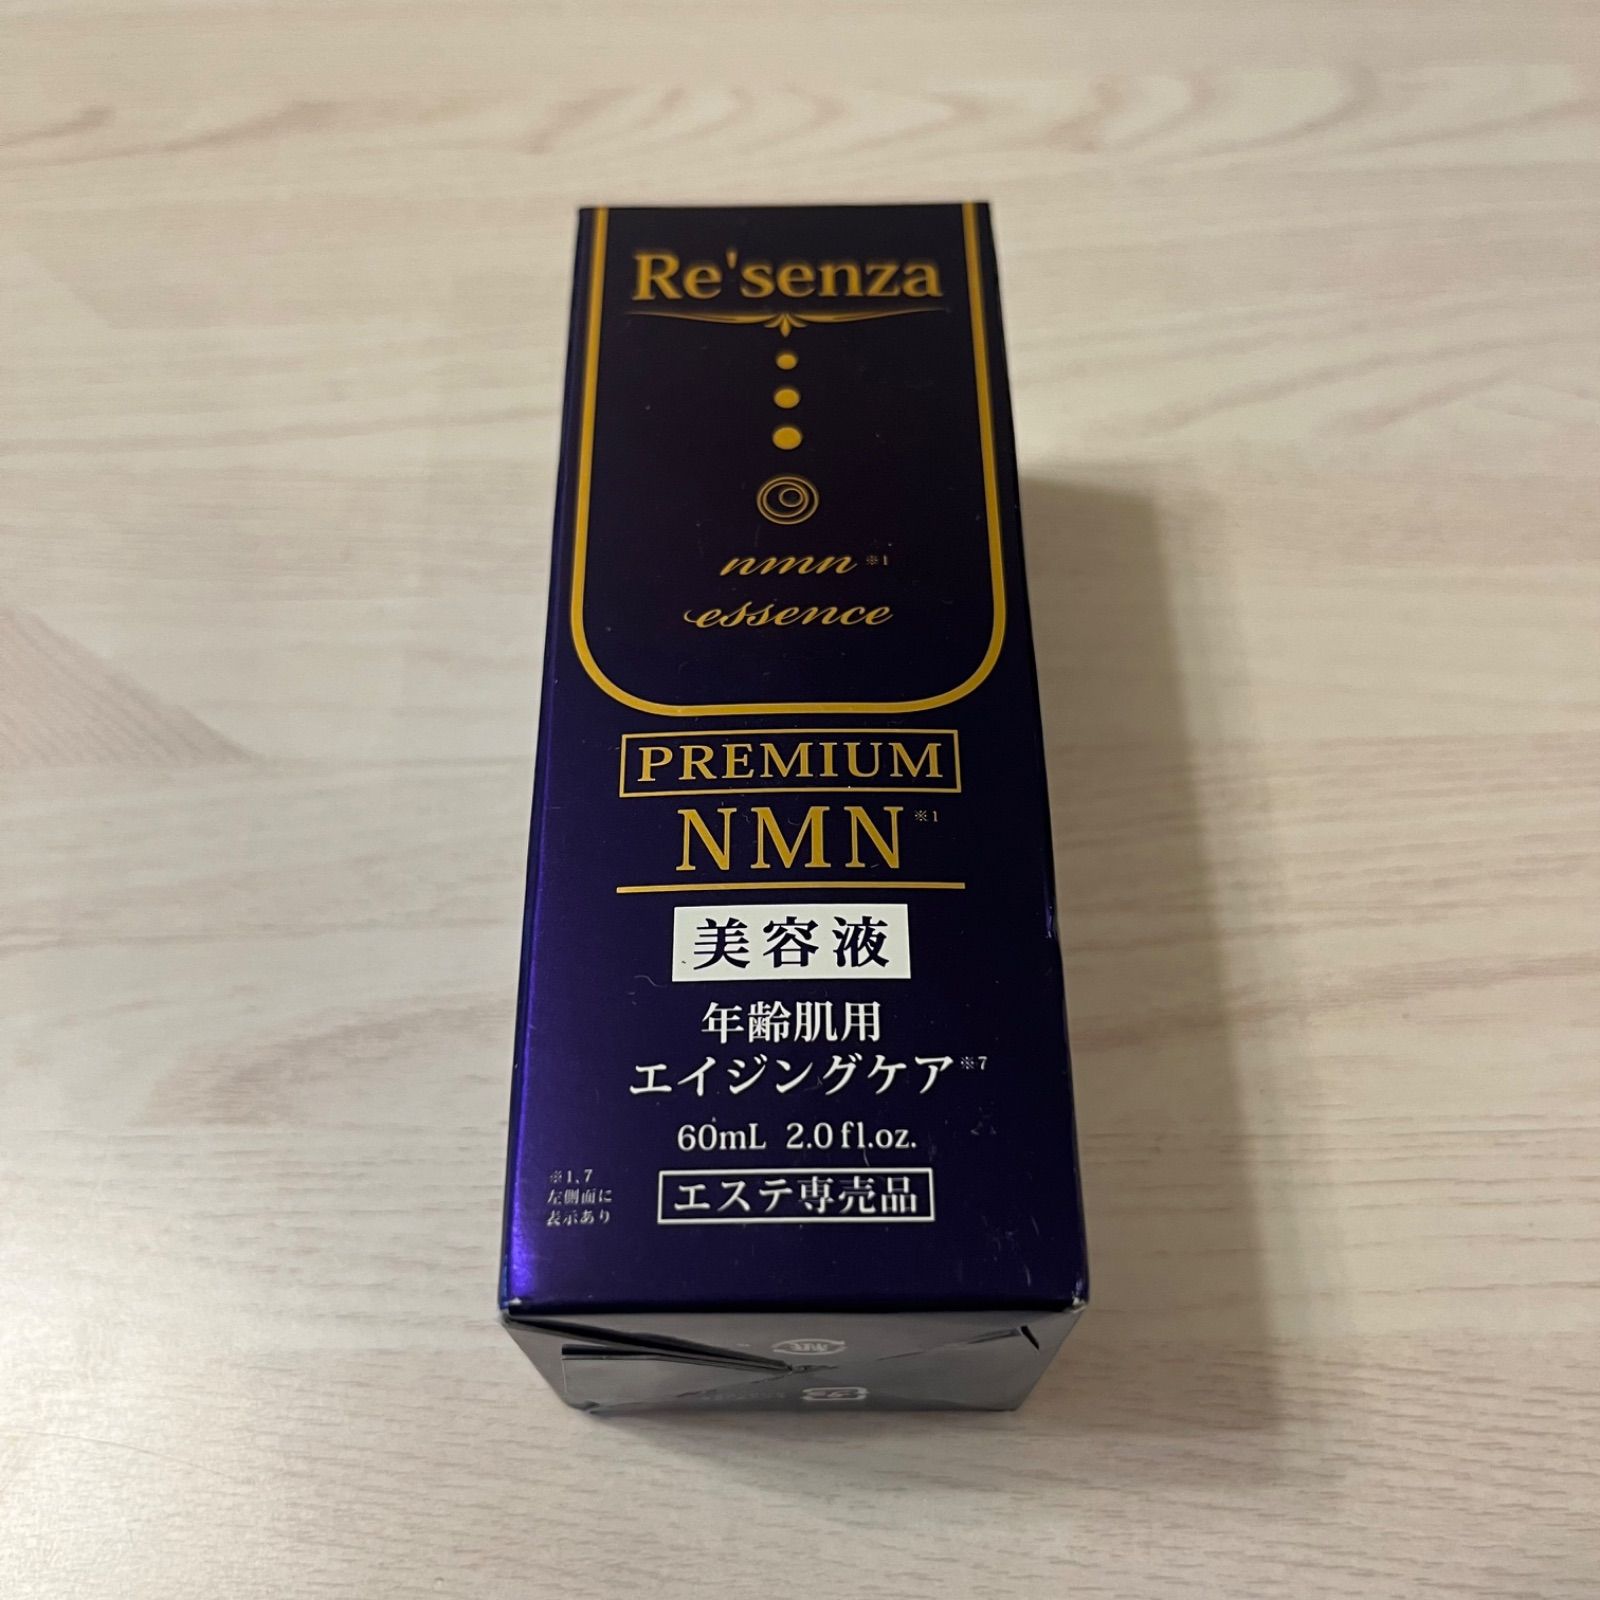 Re'senza
nmn※1
essence
PREMIUM
NMN※1
美容液
年齢肌用
エイジングケア※7
60mL 2.0 fl.oz.
※1、7
左側面に
表示あり
エステ専売品